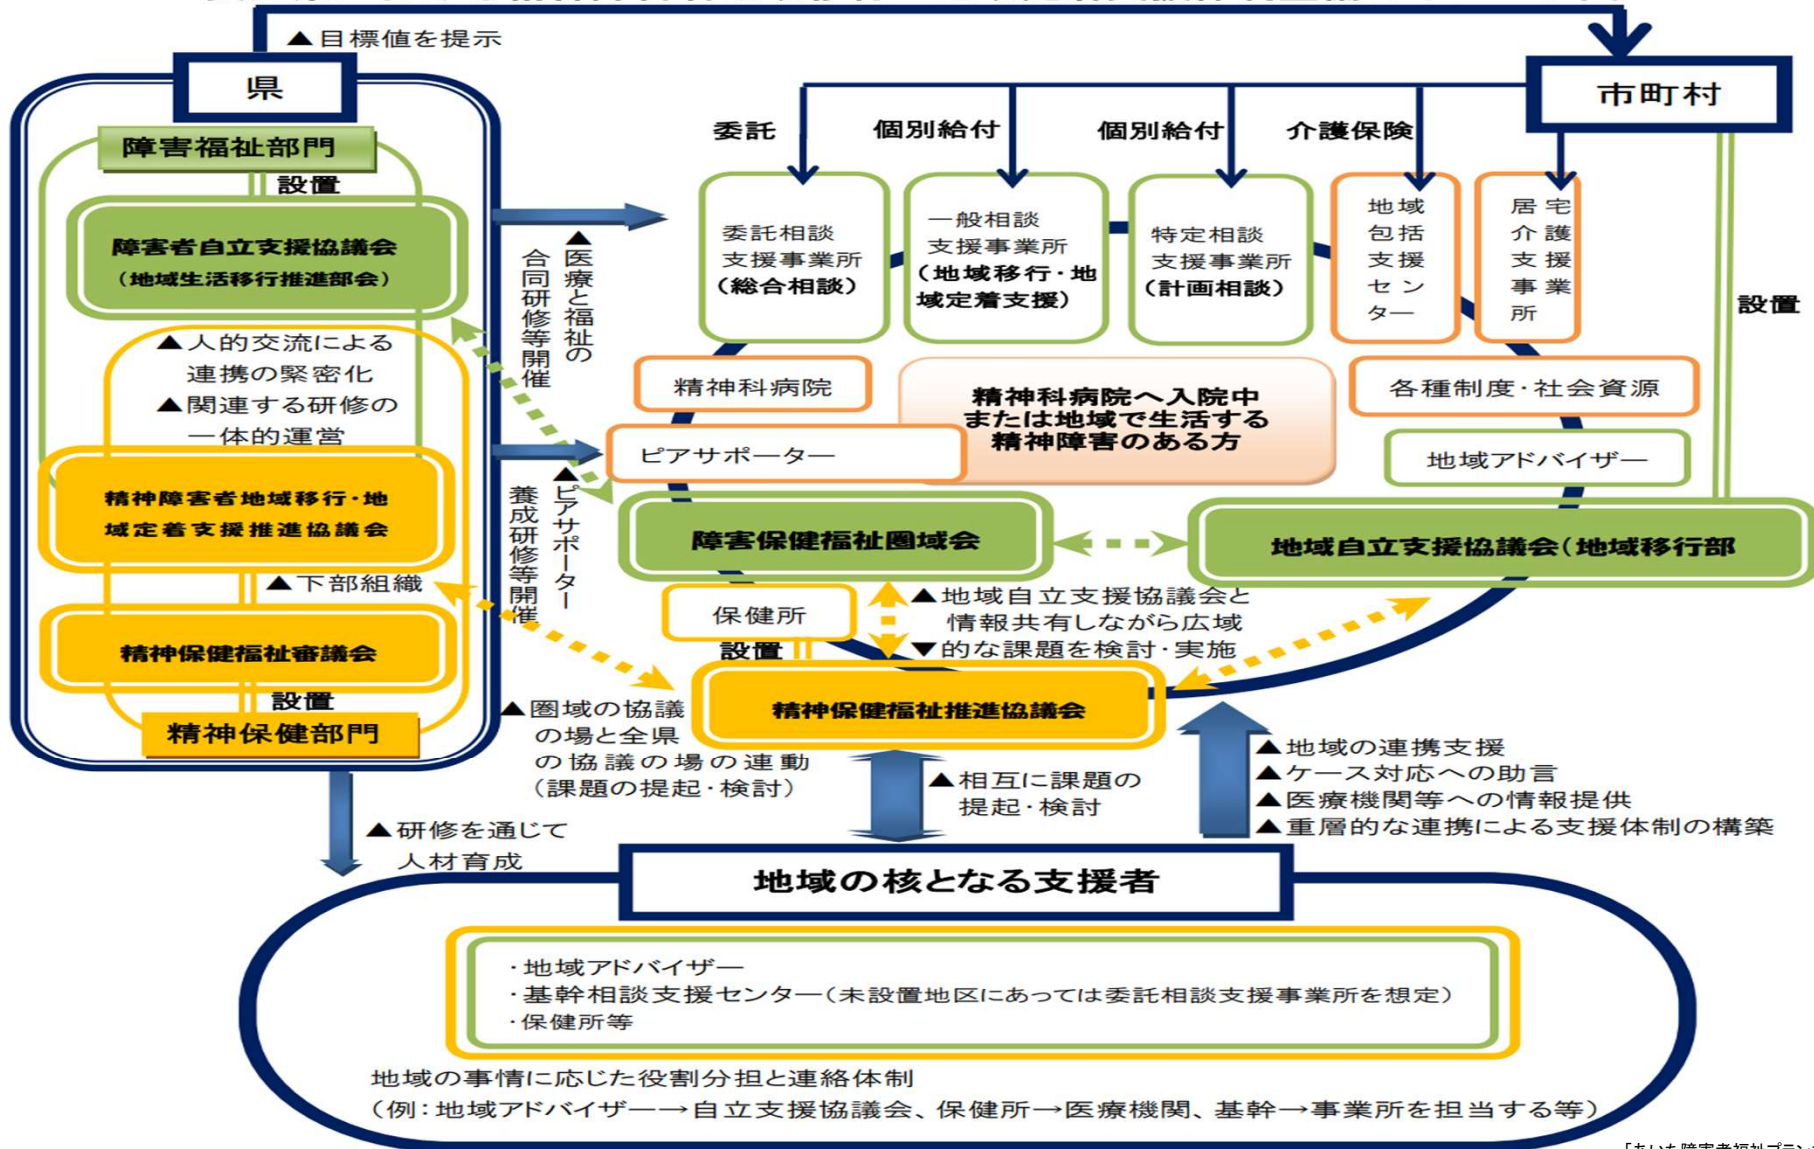 ▲目標値を提示
県
市町村
障害福祉部門
設置
障害者自立支援協議会
(地域生活移行推進部会)
▲人的交流による
連携の緊密化
▲関連する研修の
一体的運営
精神障害者地域移行・地
域定着支援推進協議会
▲下部組織
精神保健福祉審議会
設置
精神保健部門
▲医療と福祉の
合同研修等開催
▲ピアサポーター
養成研修等開催
委託
個別給付
個別給付
介護保険
委託相談
支援事業所
(総合相談)
一般相談
支援事業所
(地域移行・地
域定着支援)
特定相談
支援事業所
(計画相談)
地域
包括
支援
セン
ター
居宅
介護
支援
事業
所
設置
精神科病院
ピアサポーター
精神科病院へ入院中
または地域で生活する
精神障害のある方
各種制度・社会資源
地域アドバイザー
障害保健福祉圏域会
地域自立支援協議会(地域移行部
保健所
設置
▲地域自立支援協議会と
情報共有しながら広域
▼的な課題を検討・実施
精神保健福祉推進協議会
▲圏域の協議
の場と全県
の協議の場の連動
(課題の提起・検討)
▲相互に課題の
提起・検討
▲地域の連携支援
▲ケース対応への助言
▲医療機関等への情報提供
▲重層的な連携による支援体制の構築
▲研修を通じて
人材育成
地域の核となる支援者
・地域アドバイザー
・基幹相談支援センター(未設置地区にあっては委託相談支援事業所を想定)
・保健所等
地域の事情に応じた役割分担と連絡体制
(例:地域アドバイザー→自立支援協議会、保健所→医療機関、基幹→事業所を担当する等)